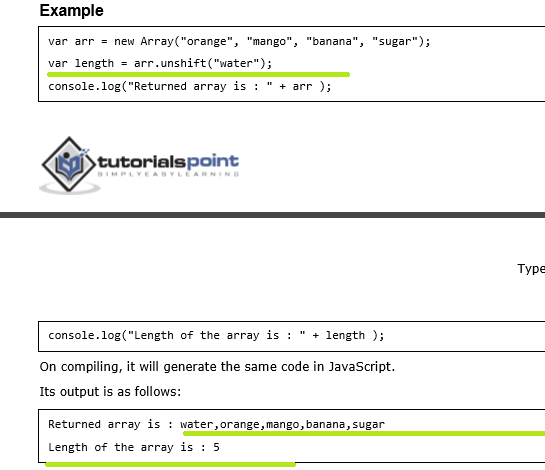 Example
var arr = new Array("orange", "mango", "banana", "sugar");
var length = arr.unshift("water");
console.log("Returned array is : " + arr );
tutorialspoint
SIMPLYEASYLEARNING
Type
console.log("Length of the array is : " + length );
On compiling, it will generate the same code in JavaScript.
Its output is as follows:
Returned array is : water,orange,mango,banana,sugar
Length of the array is : 5